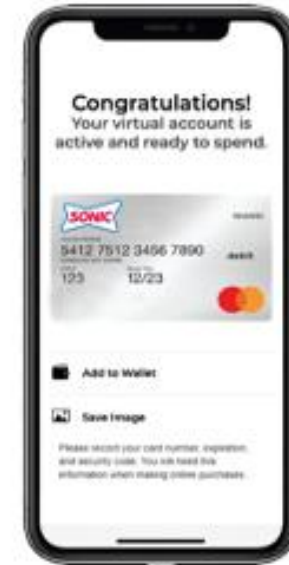 Congratulations!
Your virtual account is
active and ready to spend.
SONIC
5412 7512 3456 7890
debit
123 12/23
Add to Wallet
Save Image
Please record your card number, expiration,
and security code. You will need this
information when making online purchases.